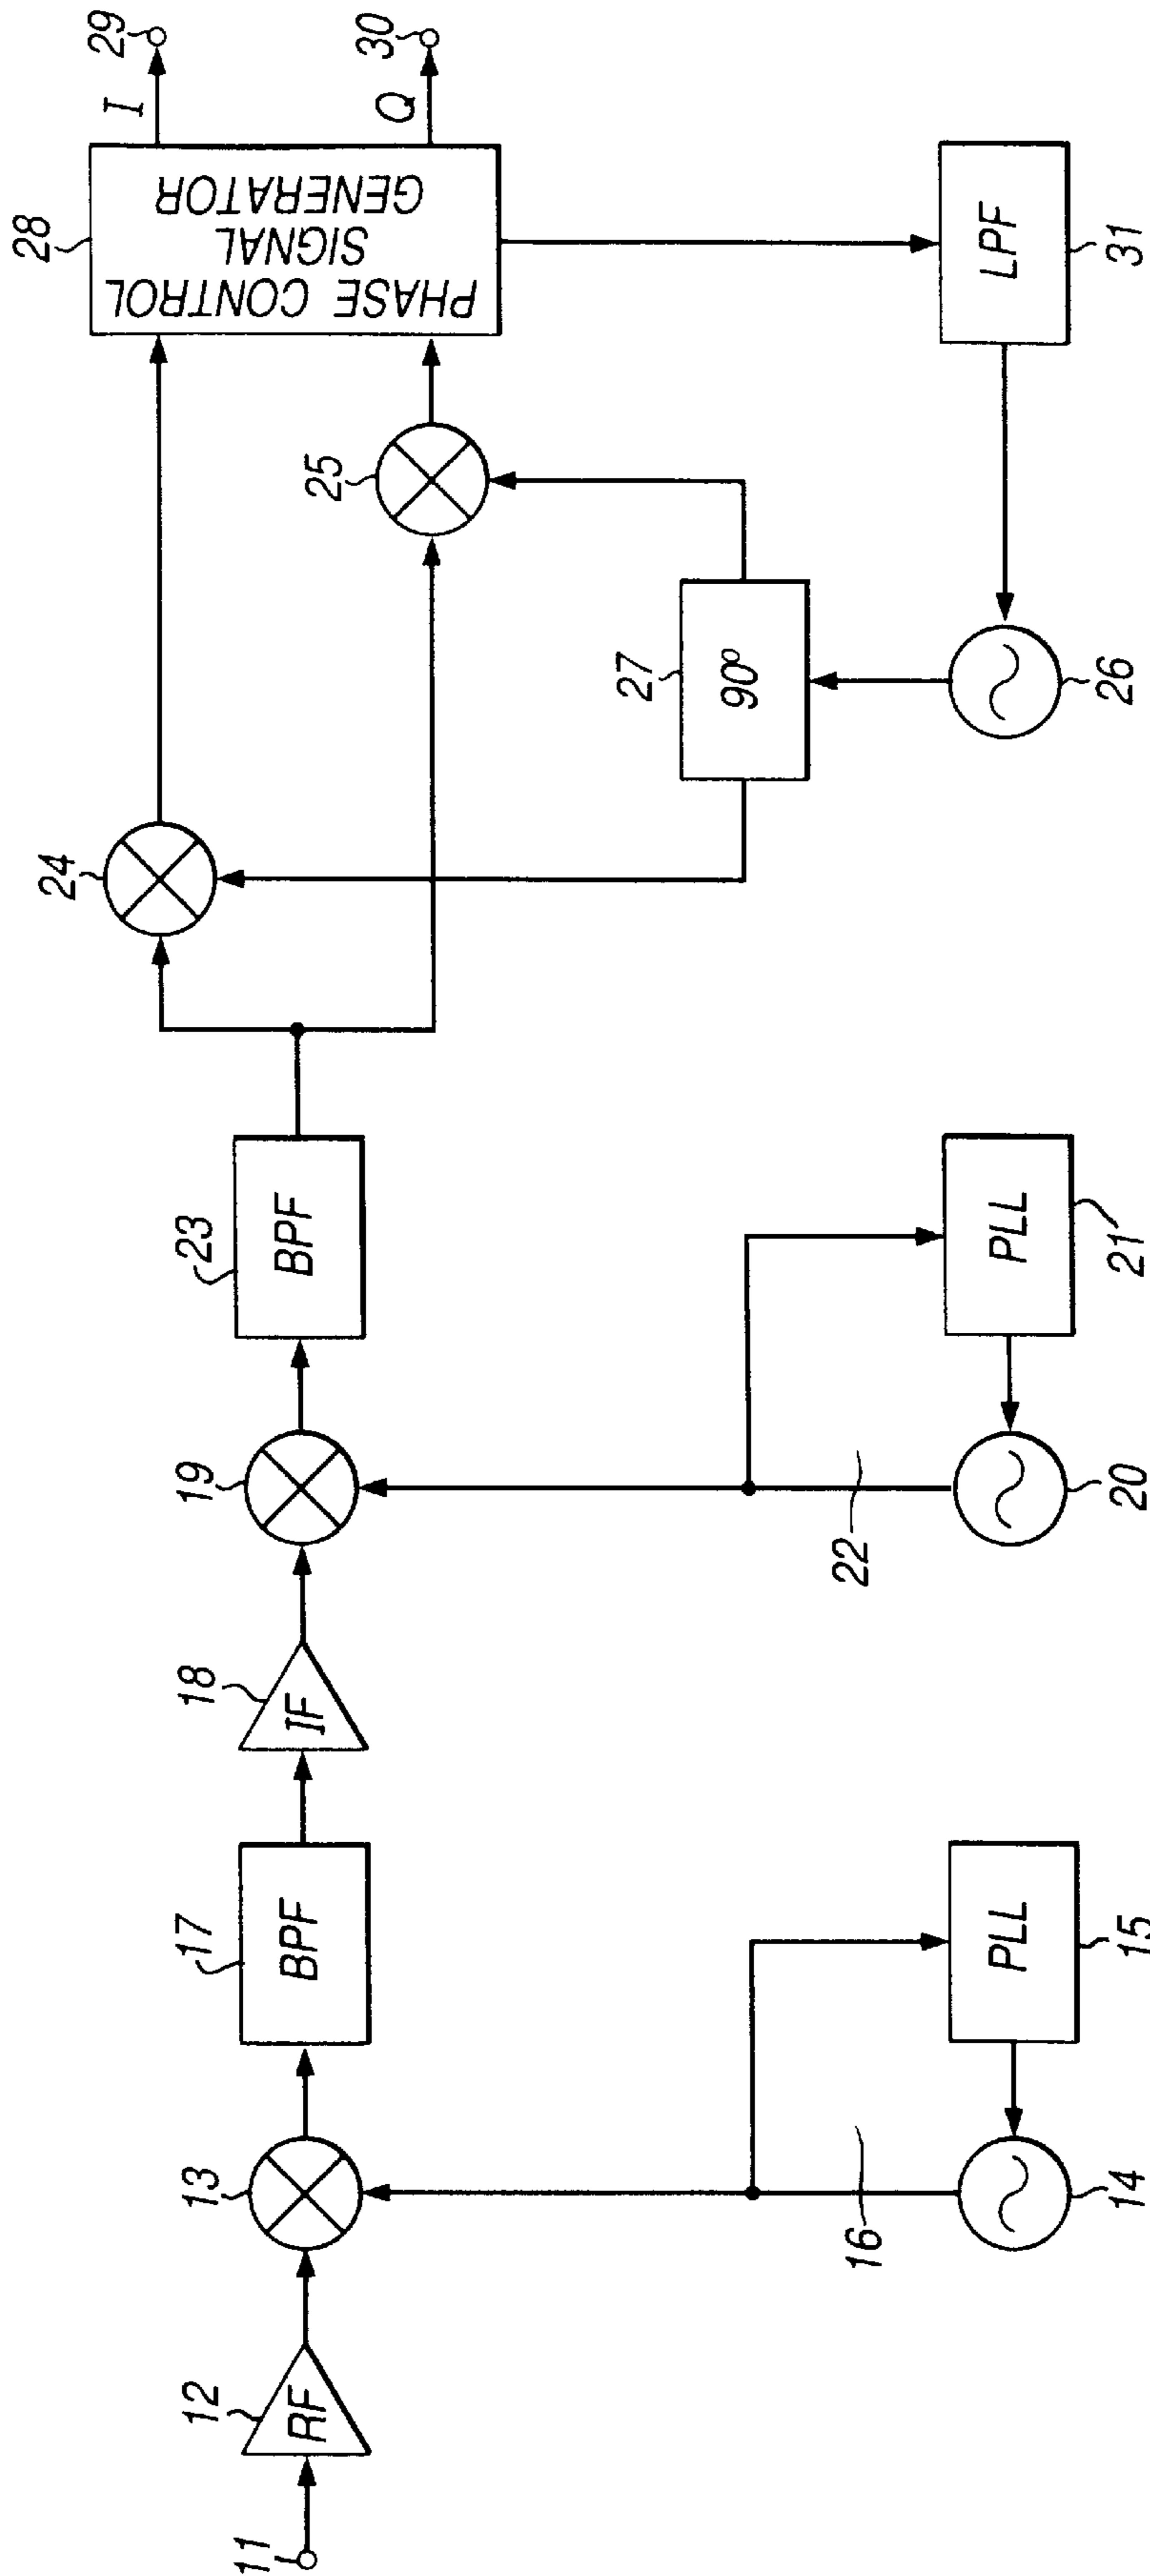 11
12
RF
13
14
PLL
15
16
17
BPF
18
IF
19
20
PLL
21
22
23
BPF
24
25
26
27
90°
28
PHASE CONTROL
SIGNAL
GENERATOR
I
29
Q
30
LPF
31